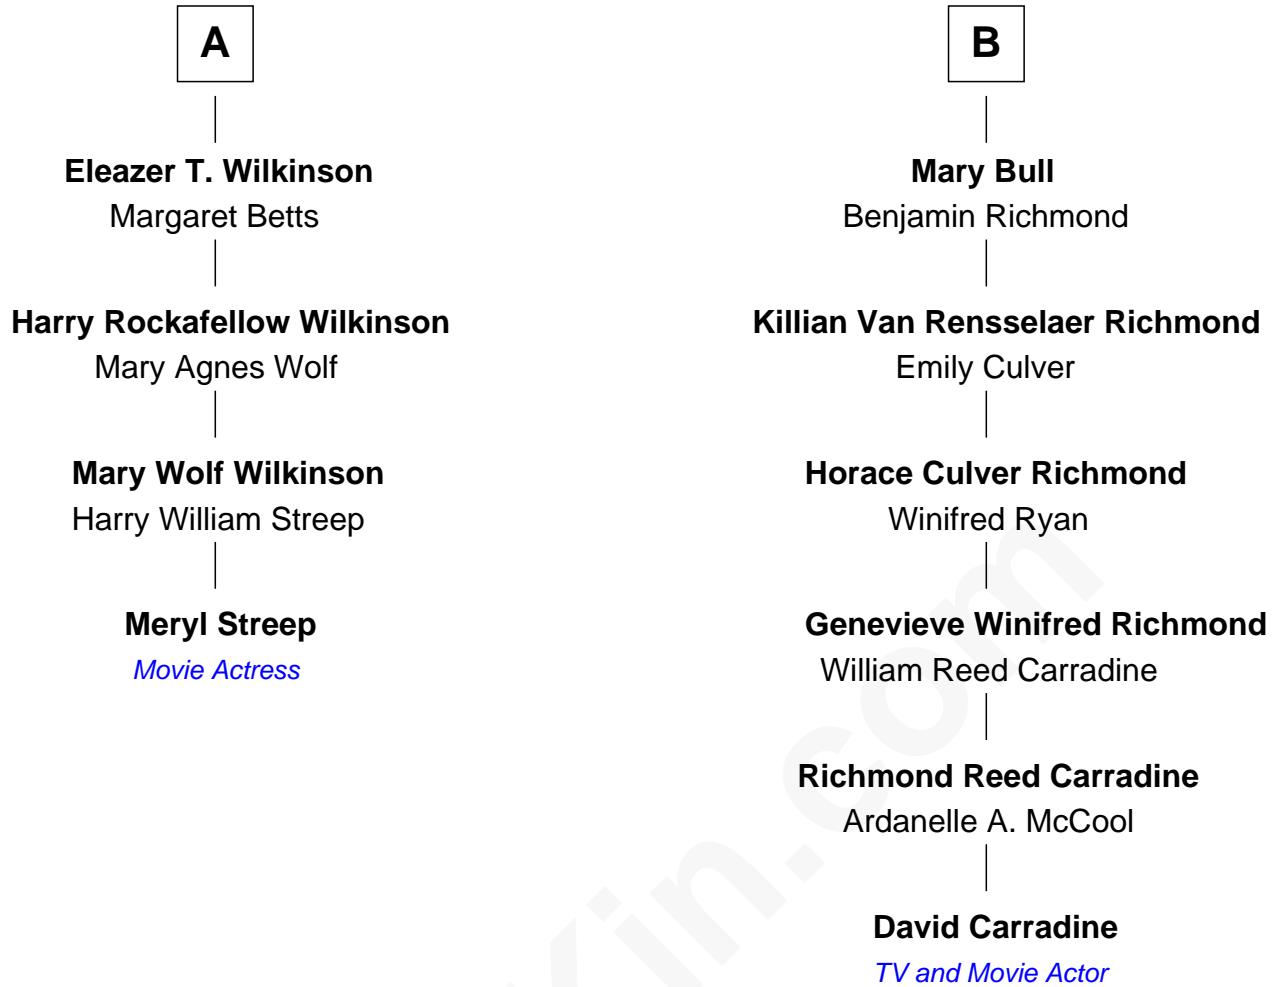 A
Eleazer T. Wilkinson
Margaret Betts
Harry Rockafellow Wilkinson
Mary Agnes Wolf
Mary Wolf Wilkinson
Harry William Streep
Meryl Streep
Movie Actress
B
Mary Bull
Benjamin Richmond
Killian Van Rensselaer Richmond
Emily Culver
Horace Culver Richmond
Winifred Ryan
Genevieve Winifred Richmond
William Reed Carradine
Richmond Reed Carradine
Ardanelle A. McCool
David Carradine
TV and Movie Actor
Kin.com